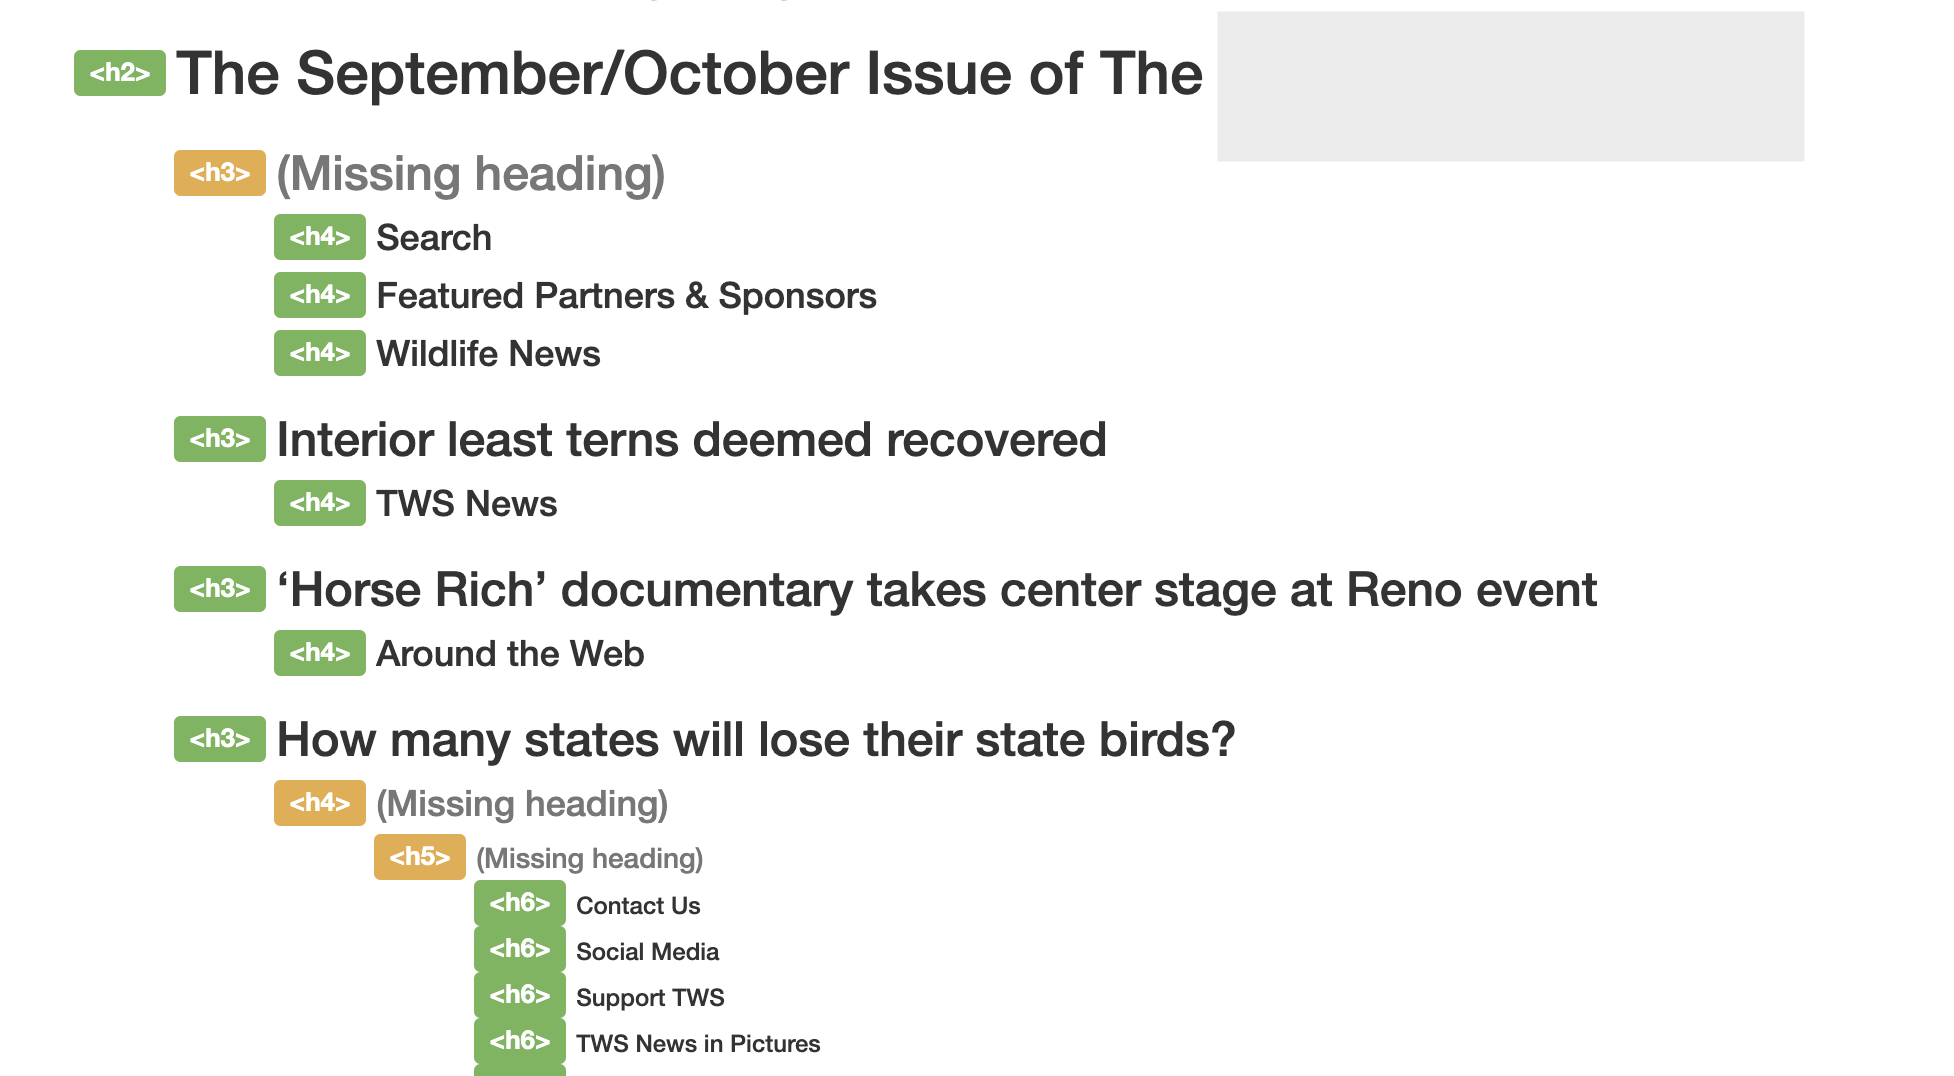 <h2> The September/October Issue of The
<h3> (Missing heading)
<h4> Search
<h4> Featured Partners & Sponsors
<h4> Wildlife News
<h3> Interior least terns deemed recovered
<h4> TWS News
<h3> ‘Horse Rich’ documentary takes center stage at Reno event
<h4> Around the Web
<h3> How many states will lose their state birds?
<h4> (Missing heading)
<h5> (Missing heading)
<h6> Contact Us
<h6> Social Media
<h6> Support TWS
<h6> TWS News in Pictures